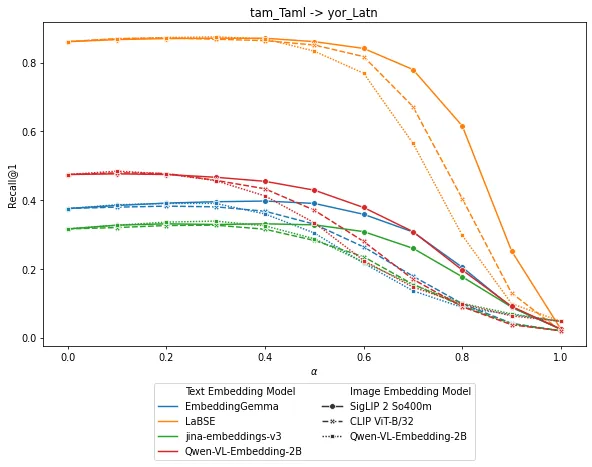 tam_Taml -> yor_Latn
Recall@1
0.8
0.6
0.4
0.2
0.0
0.0 0.2 0.4 0.6 0.8 1.0
α
Text Embedding Model Image Embedding Model
EmbeddingGemma SigLIP 2 So400m
LaBSE CLIP ViT-B/32
jina-embeddings-v3 Qwen-VL-Embedding-2B
Qwen-VL-Embedding-2B